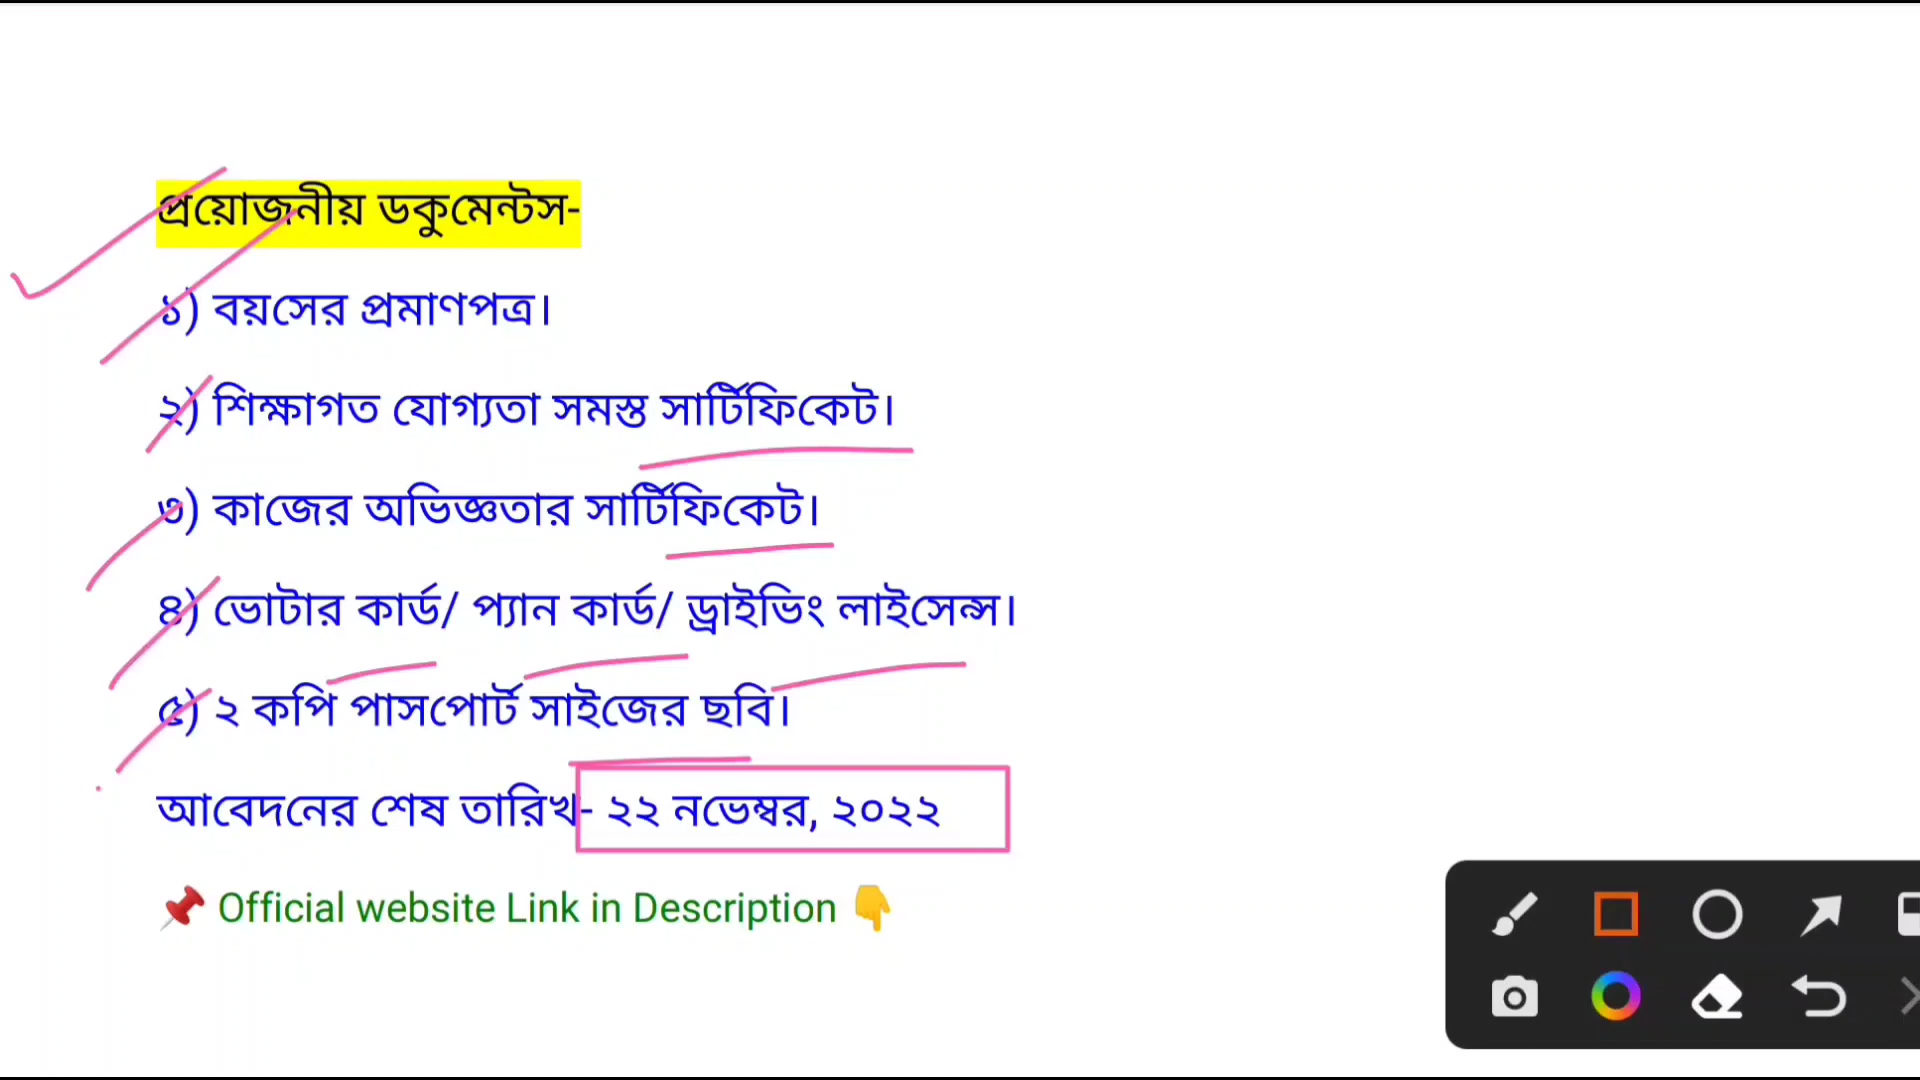 প্রয়োজনীয় ডকুমেন্টস-
১) বয়সের প্রমাণপত্র।
২) শিক্ষাগত যোগ্যতা সমস্ত সার্টিফিকেট।
৩) কাজের অভিজ্ঞতার সার্টিফিকেট।
৪) ভোটার কার্ড/ প্যান কার্ড/ ড্রাইভিং লাইসেন্স।
৫) ২ কপি পাসপোর্ট সাইজের ছবি।
আবেদনের শেষ তারিখ- ২২ নভেম্বর, ২০২২
📌 Official website Link in Description 👇